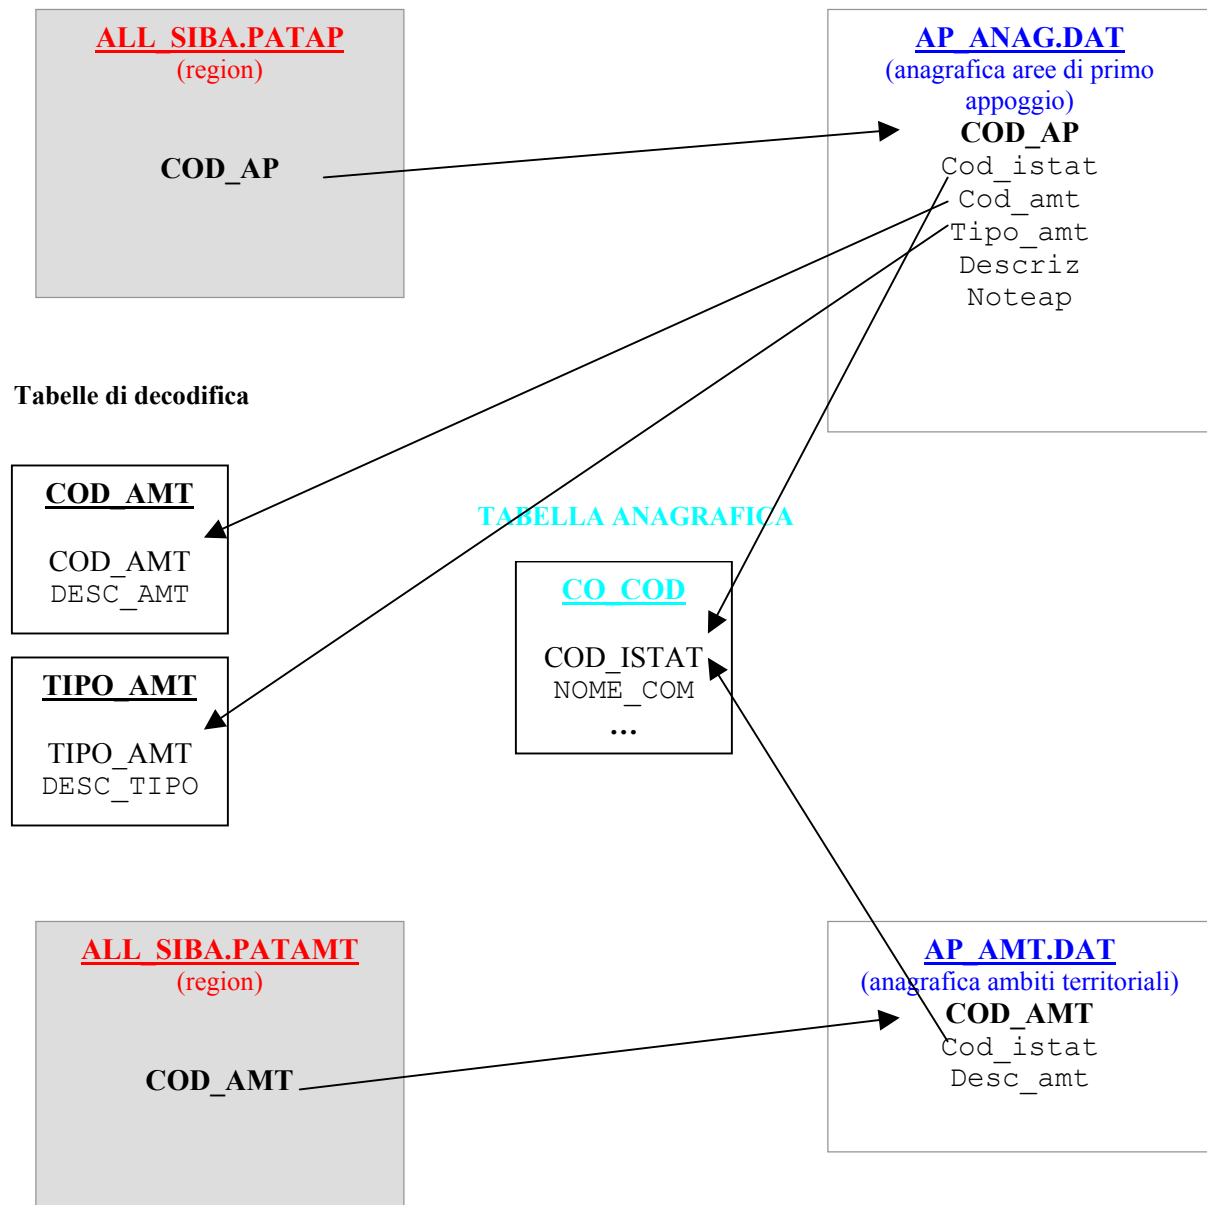 ALL_SIBA.PATAP
(region)
COD_AP
AP_ANAG.DAT
(anagrafica aree di primo
appoggio)
COD_AP
Cod_istat
Cod_amt
Tipo_amt
Descriz
Noteap
Tabelle di decodifica
COD_AMT
COD_AMT
DESC_AMT
TIPO_AMT
TIPO_AMT
DESC_TIPO
TABELLA ANAGRAFICA
CO_COD
COD_ISTAT
NOME_COM
...
ALL_SIBA.PATAMT
(region)
COD_AMT
AP_AMT.DAT
(anagrafica ambiti territoriali)
COD_AMT
Cod_istat
Desc_amt